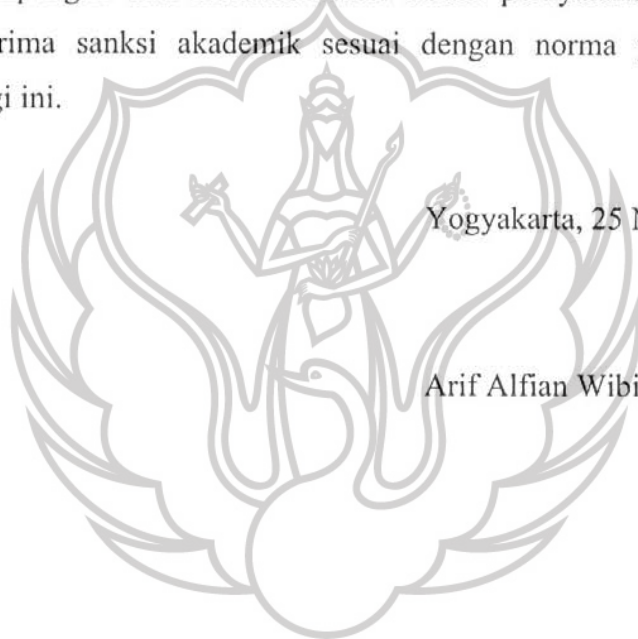 rima sanksi akademik sesuai dengan norma
gi ini.
Yogyakarta, 25
Arif Alfian Wibi